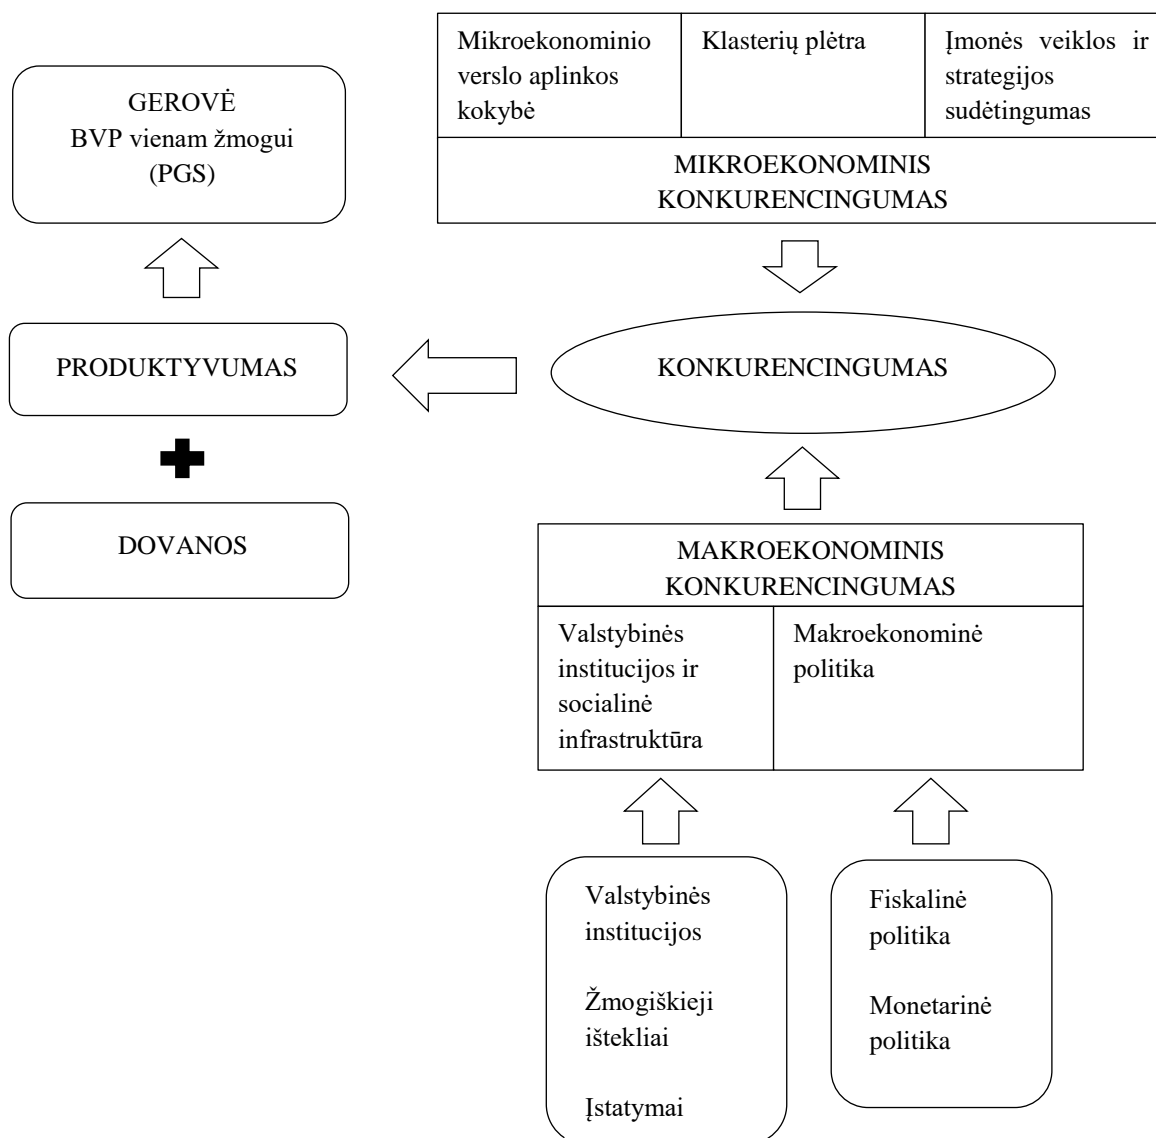 GEROVĖ
BVP vienam žmogui
(PGS)
Mikroekonominio
verslo aplinkos
kokybė
Klasterių plėtra
Įmonės veiklos ir
strategijos
sudėtingumas
MIKROEKONOMINIS
KONKURENCINGUMAS
PRODUKTYVUMAS
KONKURENCINGUMAS
DOVANOS
MAKROEKONOMINIS
KONKURENCINGUMAS
Valstybinės
institucijos ir
socialinė
infrastruktūra
Makroekonominė
politika
Valstybinės
institucijos
Žmogiškieji
ištekliai
Įstatymai
Fiskalinė
politika
Monetarinė
politika